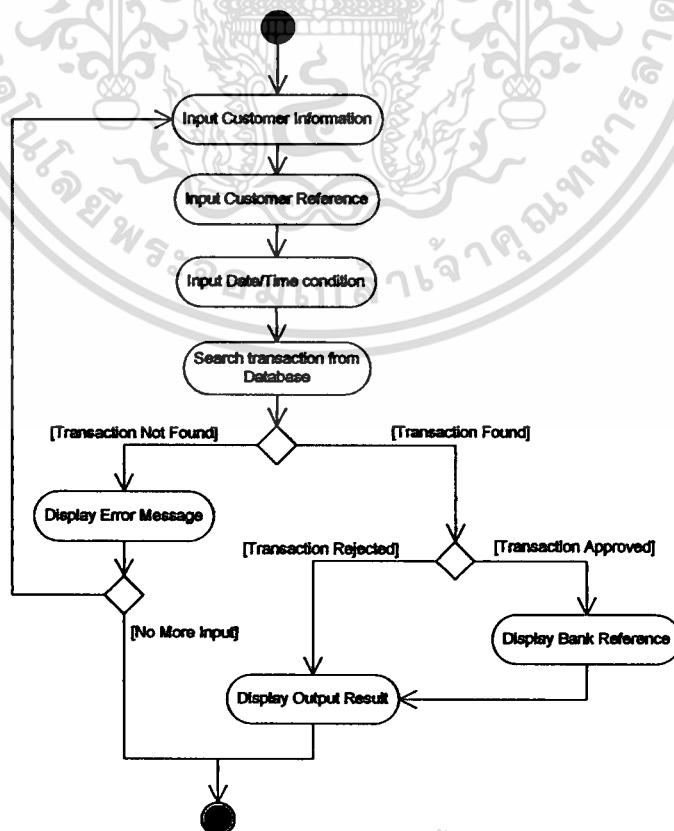 Input Customer Information
Input Customer Reference
Input Date/Time condition
Search transaction from
Database
[Transaction Not Found]
[Transaction Found]
Display Error Message
[Transaction Rejected]
[Transaction Approved]
[No More Input]
Display Bank Reference
Display Output Result